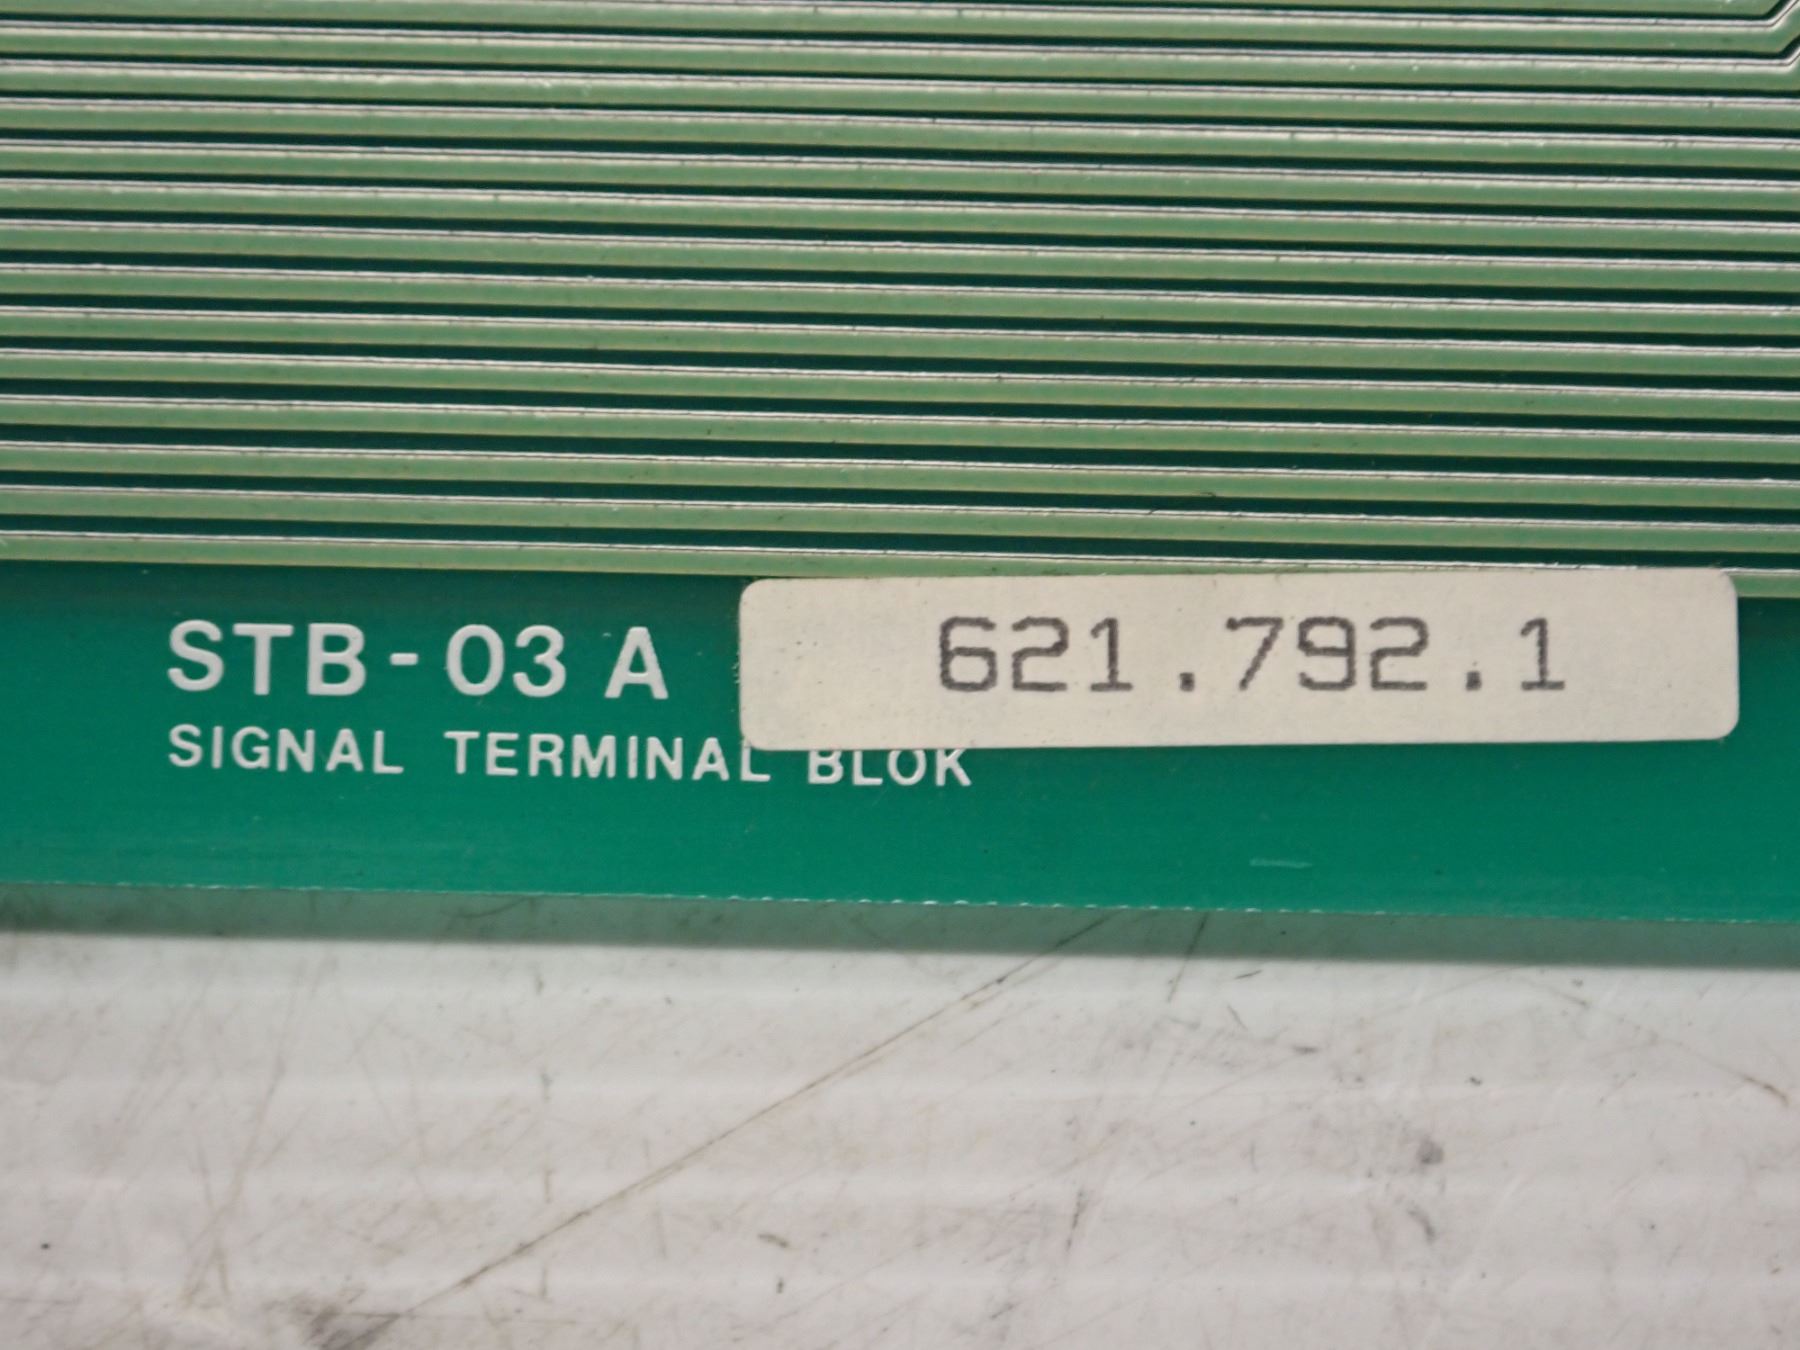 STB-03 A
621.792.1
SIGNAL TERMINAL BLOK